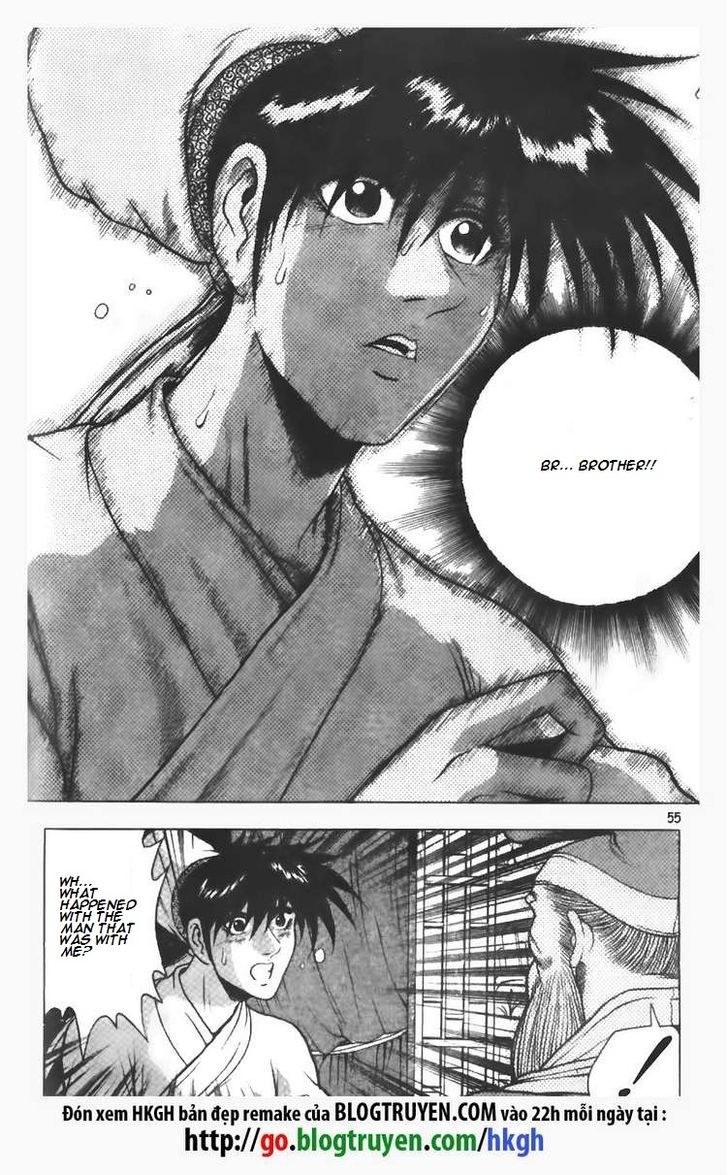 BR... BROTHER!!
55
WH...
WHAT
HAPPENED
WITH THE
MAN THAT
WAS WITH
ME?
!
Đón xem HKGH bản đẹp remake của BLOGTRUYEN.COM vào 22h mỗi ngày tại :
http://go.blogtruyen.com/hkgh